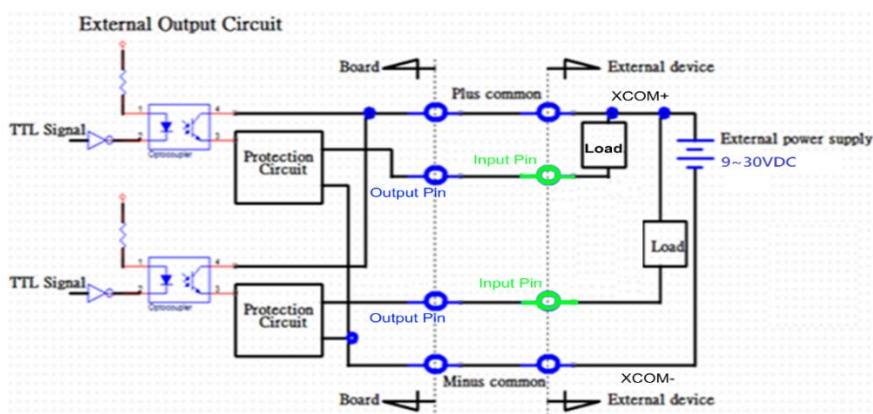 External Output Circuit
Board
External device
Plus common
XCOM+
1
4
TTL Signal
2
3
Optocoupler
Protection
Circuit
Input Pin
Load
External power supply
9~30VDC
Output Pin
1
4
Load
TTL Signal
2
3
Optocoupler
Protection
Circuit
Input Pin
Output Pin
Minus common
XCOM-
Board
External device